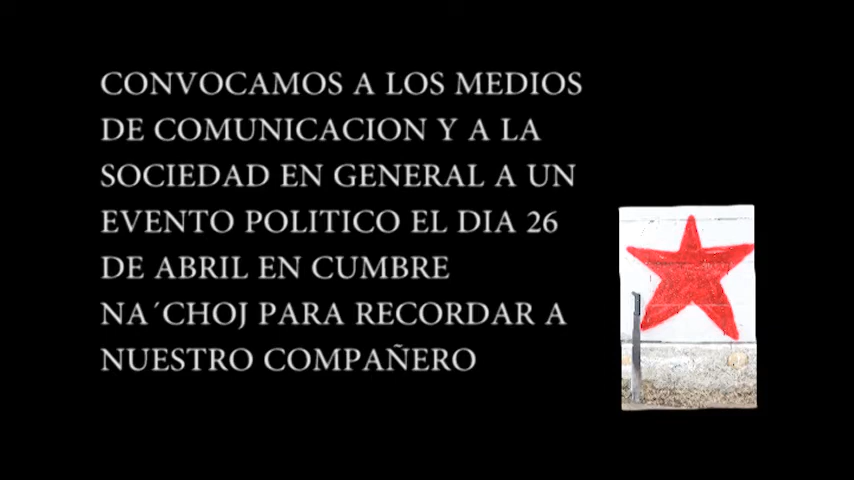 CONVOCAMOS A LOS MEDIOS
DE COMUNICACION Y A LA
SOCIEDAD EN GENERAL A UN
EVENTO POLITICO EL DIA 26
DE ABRIL EN CUMBRE
NA´CHOJ PARA RECORDAR A
NUESTRO COMPAÑERO